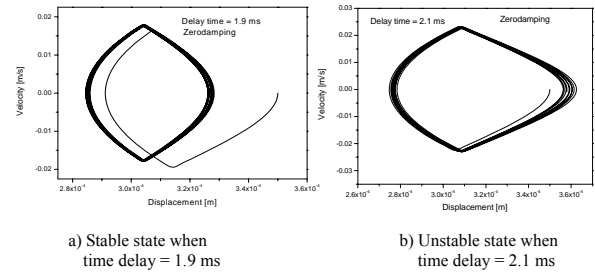 Delay time = 1.9 ms
Zerodamping
Velocity [m/s]
0.02
0.01
0.00
-0.01
-0.02
2.8x10⁻⁴
3.0x10⁻⁴
3.2x10⁻⁴
3.4x10⁻⁴
3.6x10⁻⁴
Displacement [m]
Delay time = 2.1 ms
Zerodamping
Velocity [m/s]
0.03
0.02
0.01
0.00
-0.01
-0.02
-0.03
2.6x10⁻⁴
2.8x10⁻⁴
3.0x10⁻⁴
3.2x10⁻⁴
3.4x10⁻⁴
3.6x10⁻⁴
Displacement [m]
a) Stable state when
time delay = 1.9 ms
b) Unstable state when
time delay = 2.1 ms